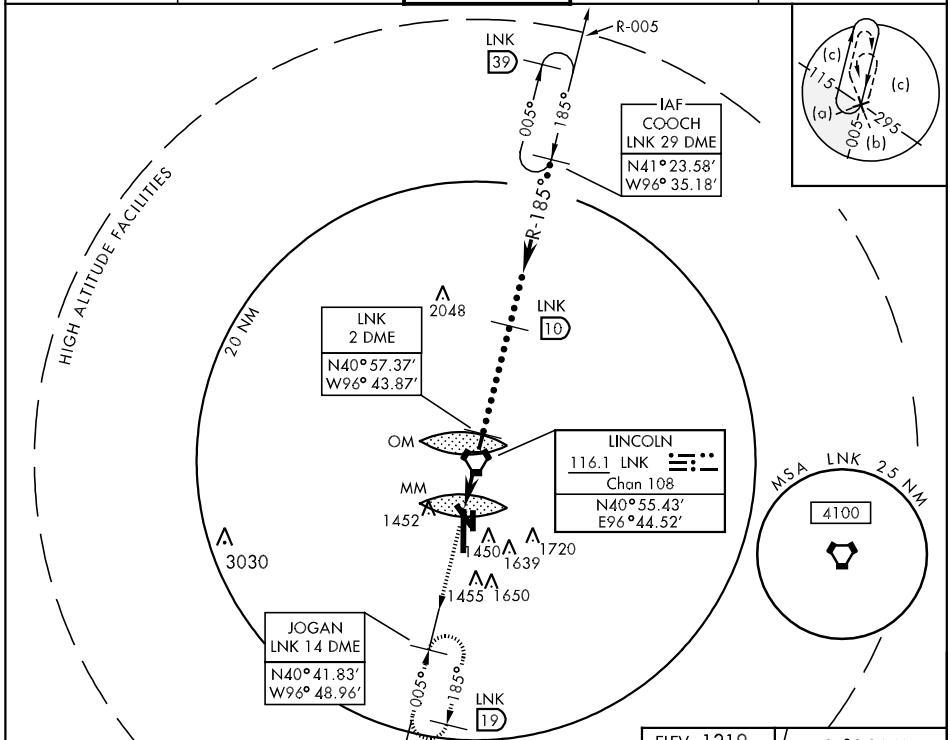 R-005
LNK
39
005°
185°
IAF
COOCH
LNK 29 DME
N41° 23.58′
W96° 35.18′
R-185°
(c)
115
(c)
(a)
295
005
(b)
HIGH ALTITUDE FACILITIES
20 NM
2048
LNK
10
LNK
2 DME
N40° 57.37′
W96° 43.87′
OM
LINCOLN
116.1 LNK
Chan 108
N40° 55.43′
E96° 44.52′
MM
1452
1450
1720
1639
1455
1650
3030
MSA LNK 25 NM
4100
JOGAN
LNK 14 DME
N40° 41.83′
W96° 48.96′
005°
185°
LNK
19
ELEV 1219